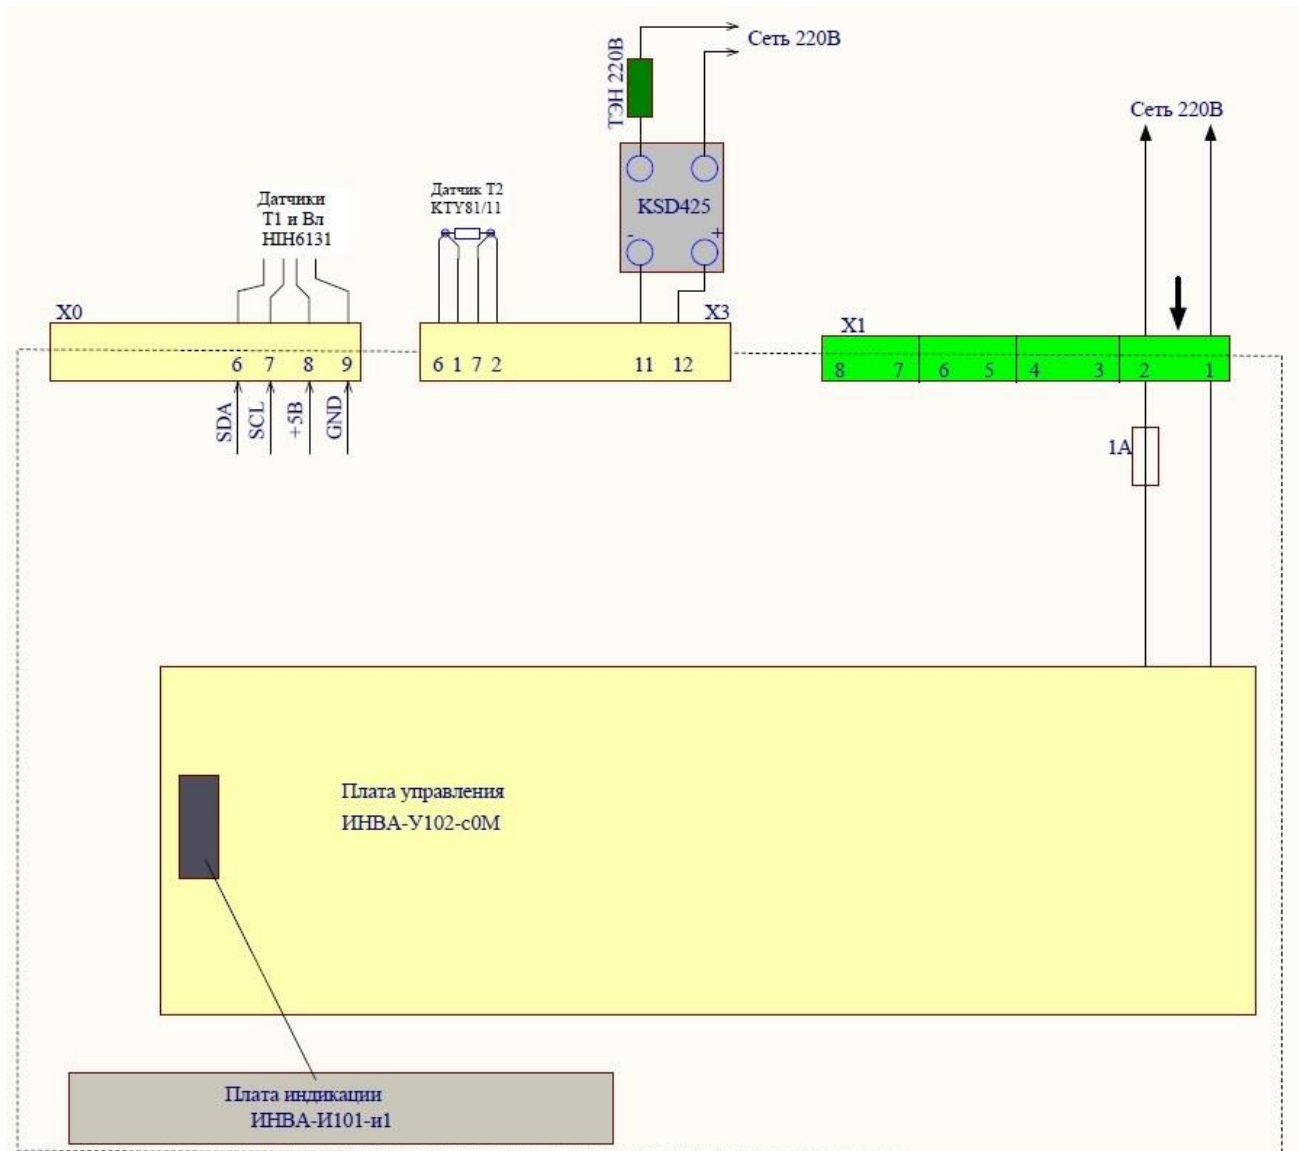 Сеть 220В
ТЭН 220В
Сеть 220В
KSD425
-
+
Датчики
Т1 и Вл
HIH6131
Датчик Т2
KTY81/11
X0
6 7 8 9
SDA
SCL
+5В
GND
X3
6 1 7 2 11 12
X1
8 7 6 5 4 3 2 1
1А
Плата управления
ИНВА-У102-с0М
Плата индикации
ИНВА-И101-и1